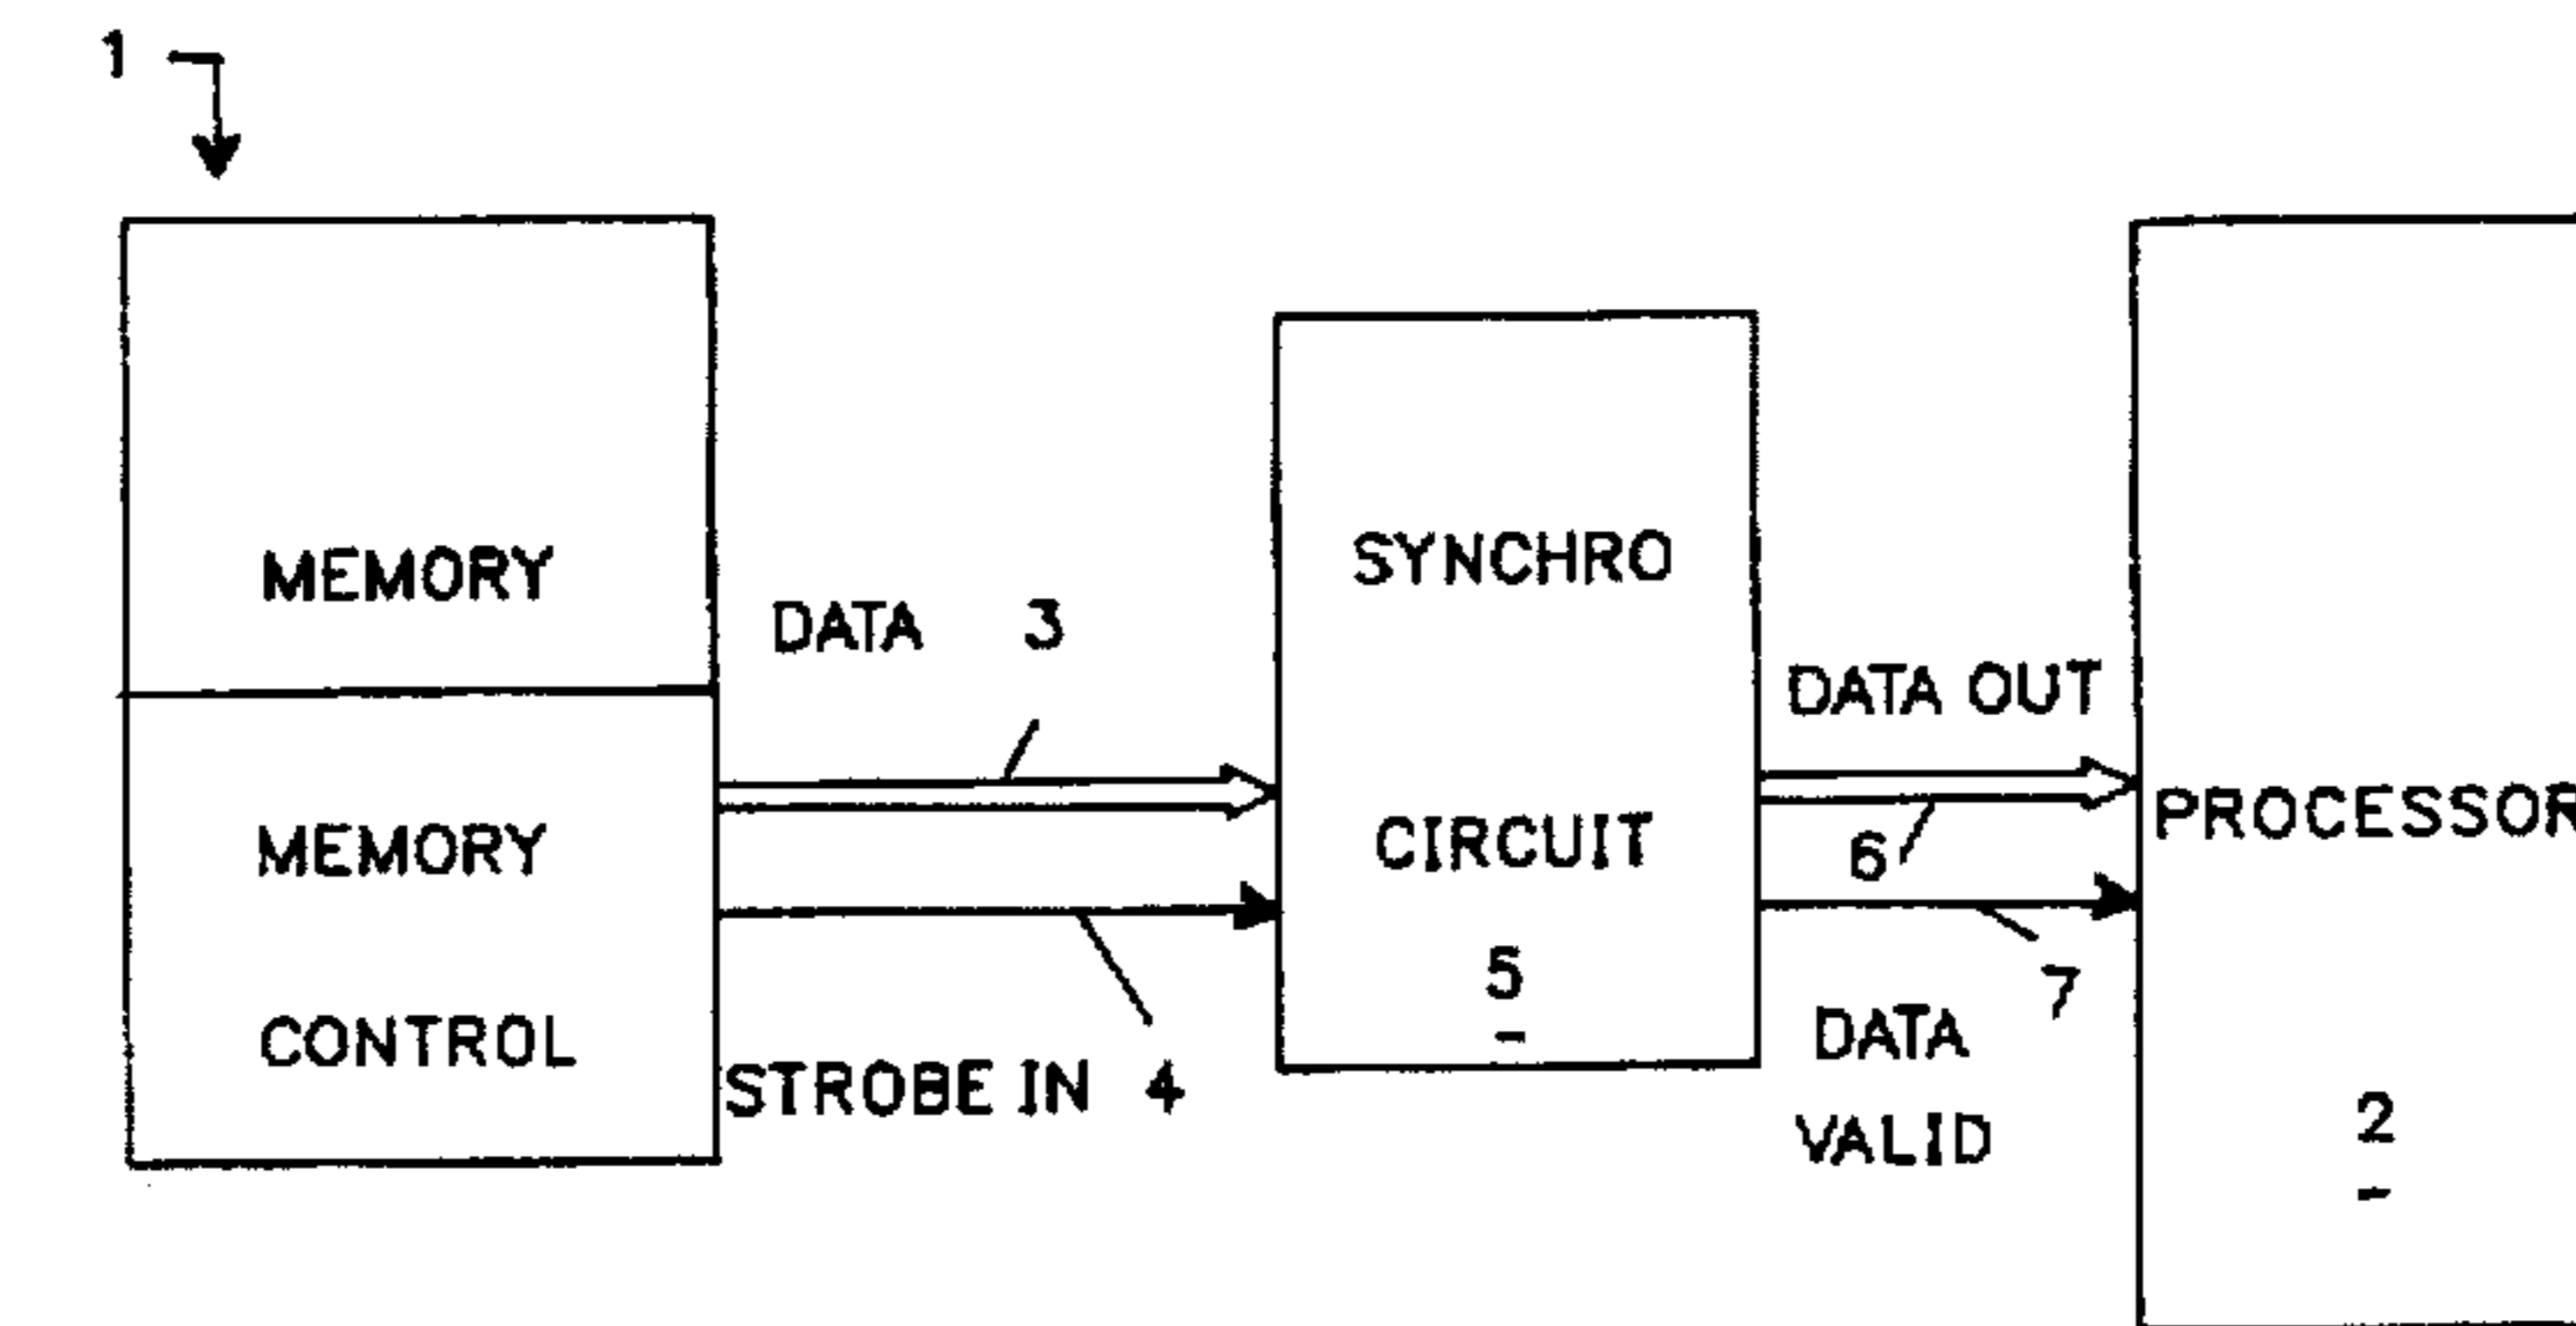 1
MEMORY
MEMORY
CONTROL
DATA 3
STROBE IN 4
SYNCHRO
CIRCUIT
5
DATA OUT
6
7
DATA
VALID
PROCESSOR
2